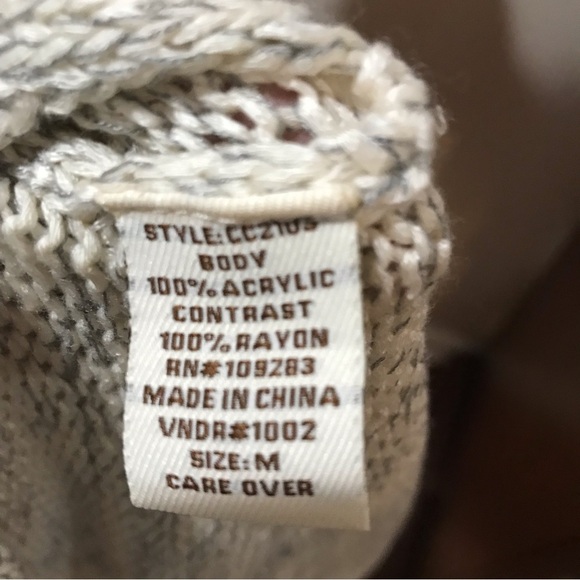 STYLE:CC2103
BODY
100% ACRYLIC
CONTRAST
100% RAYON
RN#109283
MADE IN CHINA
VNDR#1002
SIZE: M
CARE OVER